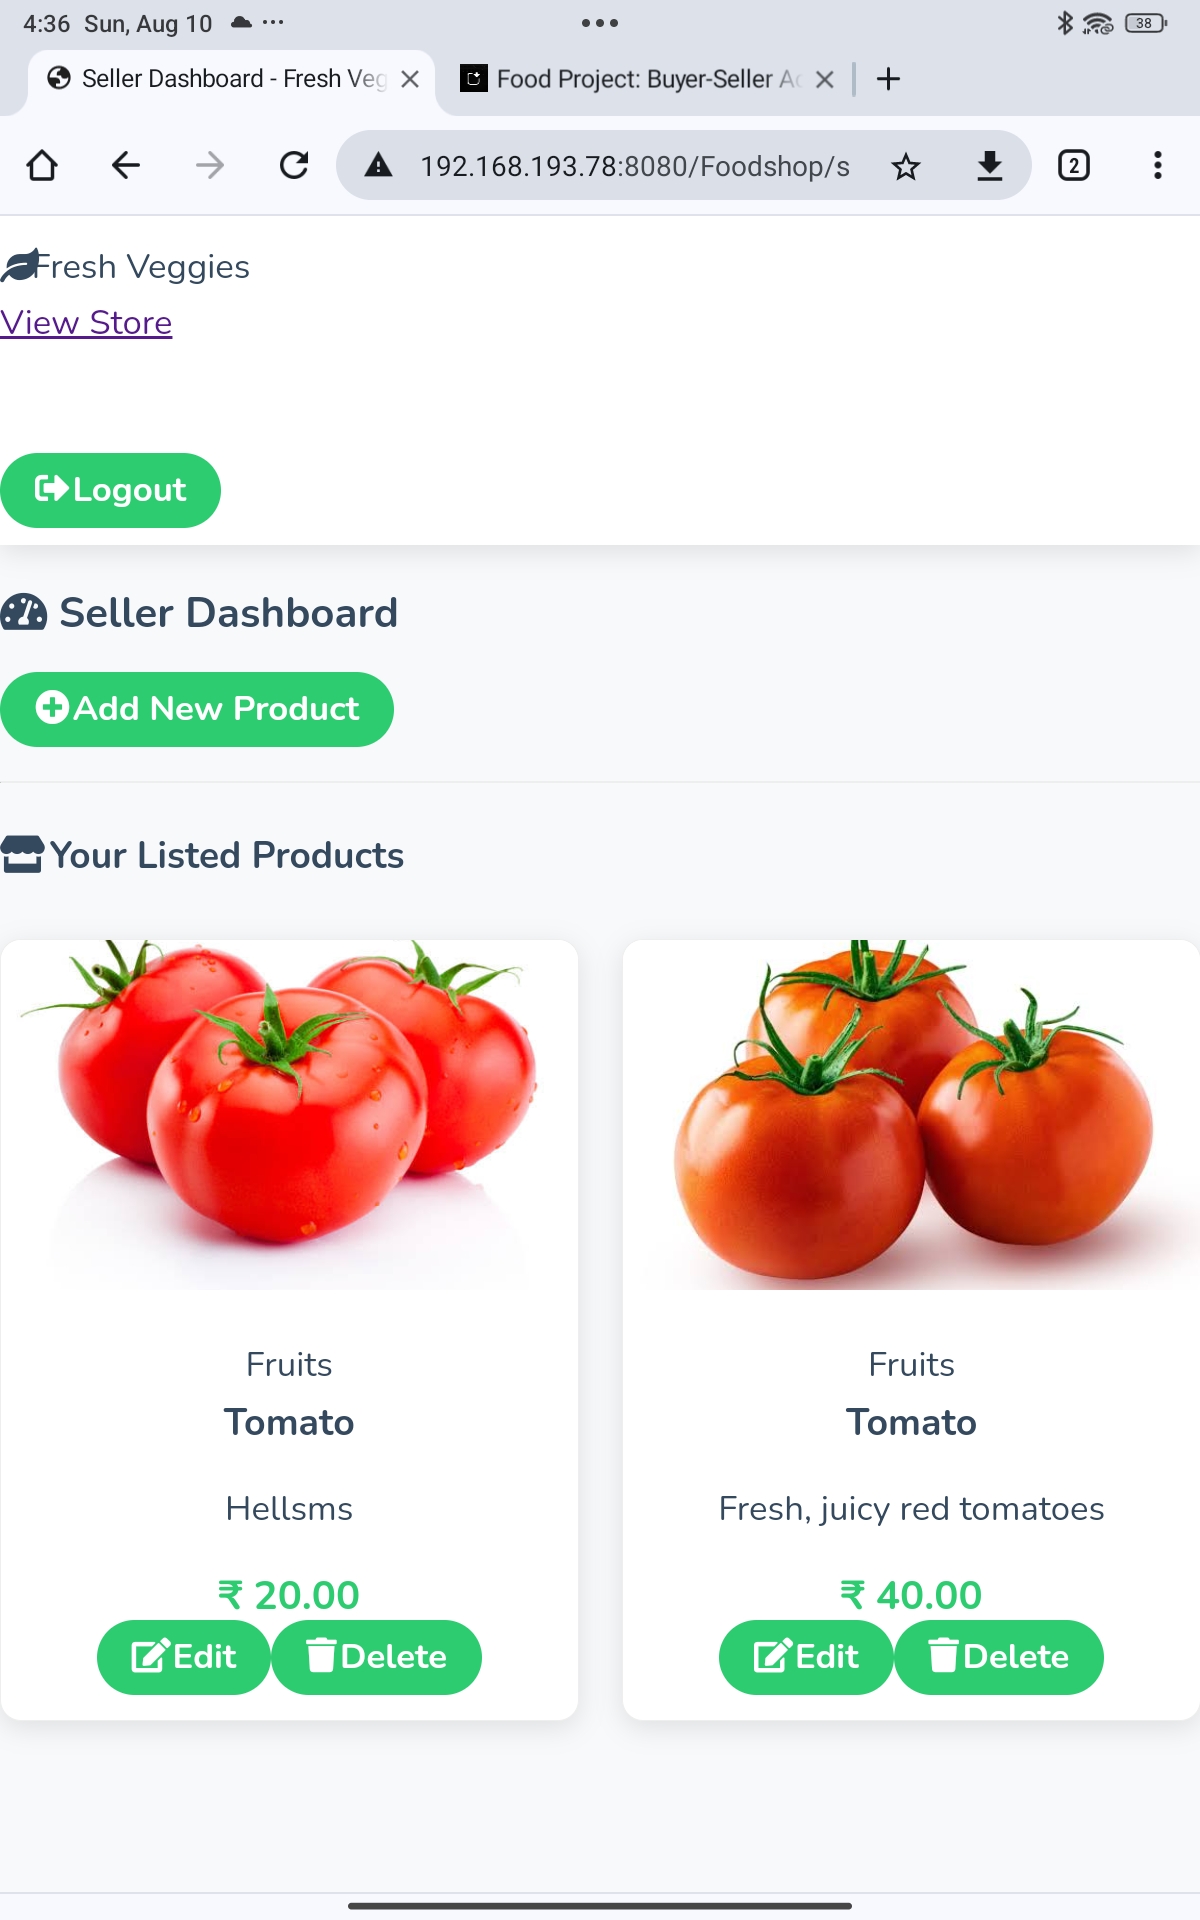 4:36 Sun, Aug 10
38
Seller Dashboard - Fresh Veg
Food Project: Buyer-Seller Ac
192.168.193.78:8080/Foodshop/s
2
Fresh Veggies
View Store
Logout
Seller Dashboard
Add New Product
Your Listed Products
Fruits
Tomato
Hellsms
₹ 20.00
Edit
Delete
Fruits
Tomato
Fresh, juicy red tomatoes
₹ 40.00
Edit
Delete